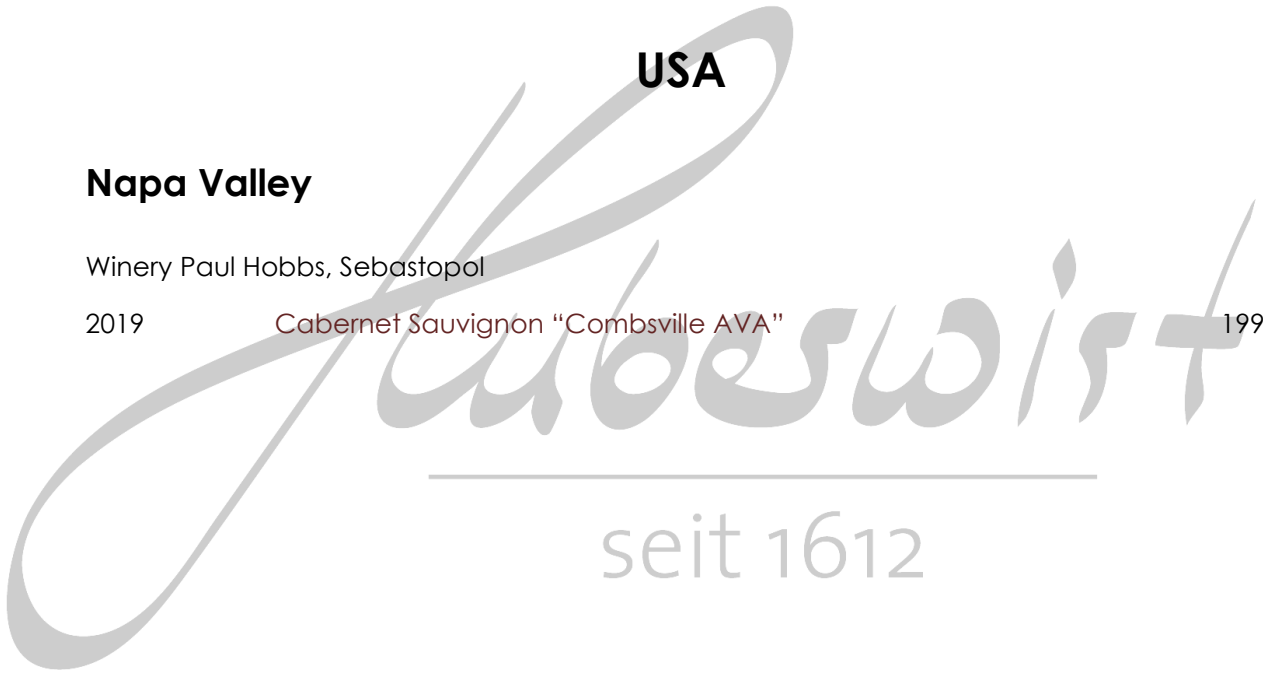 USA
Napa Valley
Winery Paul Hobbs, Sebastopol
2019 Cabernet Sauvignon “Combsville AVA” 199
Hubeswirt
seit 1612